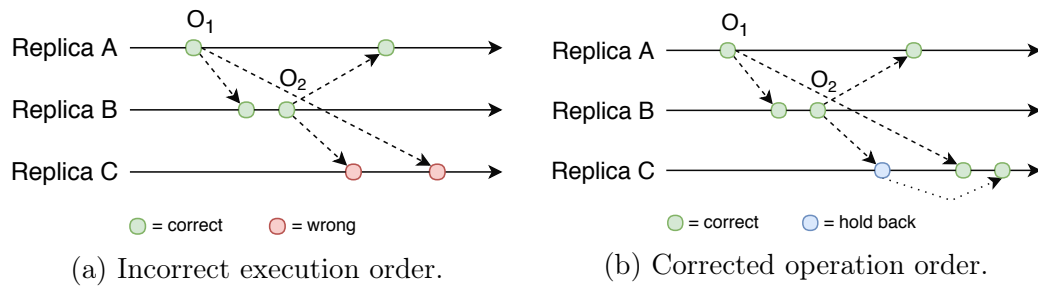 O1
Replica A
O2
Replica B
Replica C
= correct
= wrong
(a) Incorrect execution order.
O1
Replica A
O2
Replica B
Replica C
= correct
= hold back
(b) Corrected operation order.